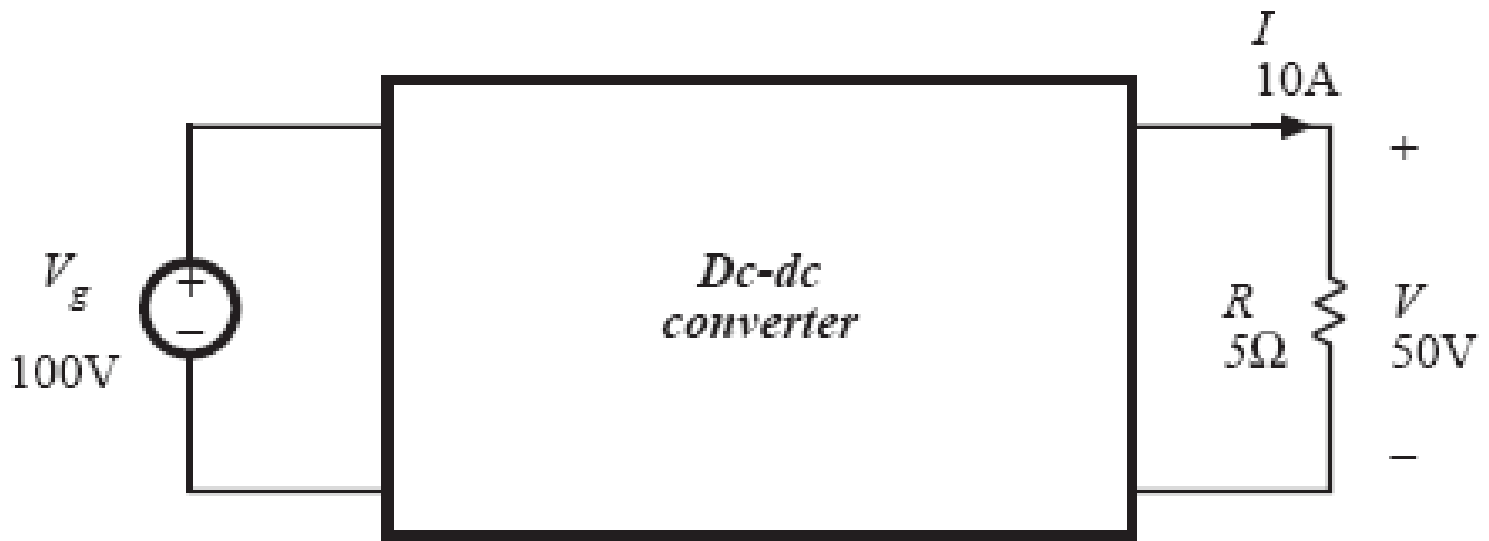 I
10A
+
V_g
100V
+
−
Dc-dc
converter
R
5Ω
V
50V
−